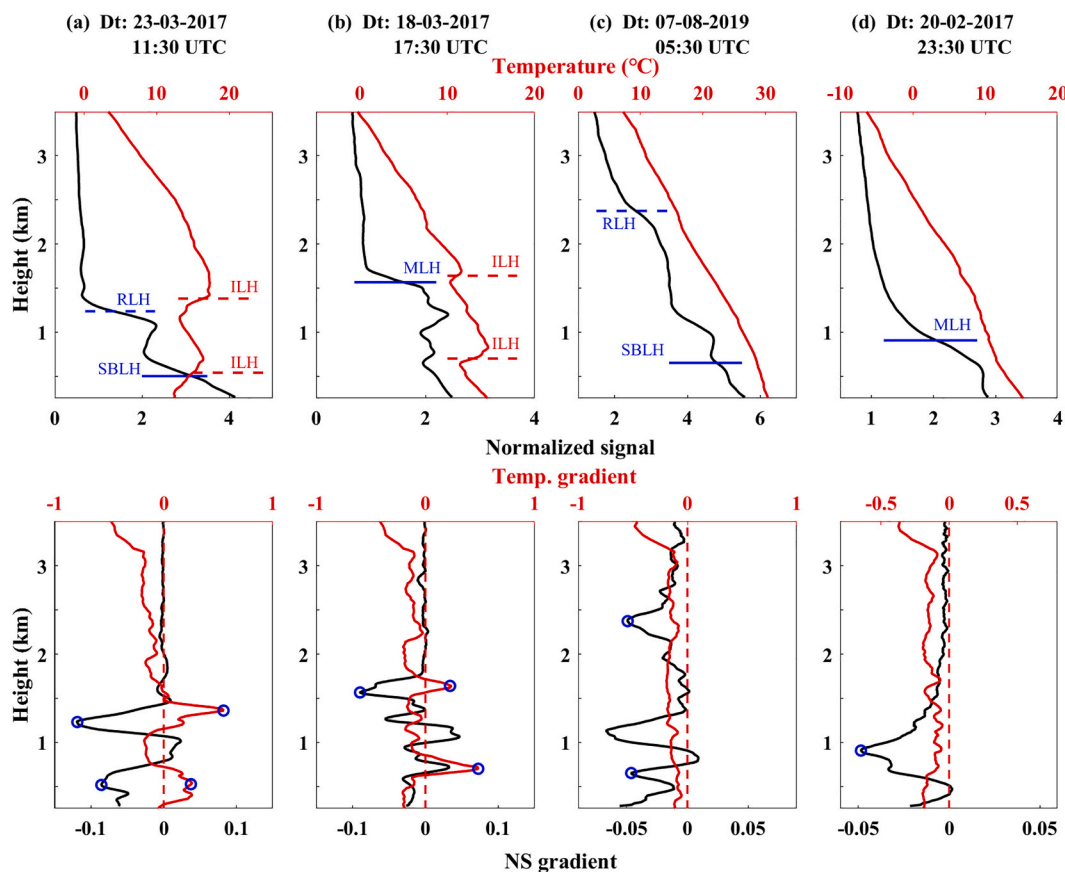 (a) Dt: 23-03-2017
11:30 UTC
(b) Dt: 18-03-2017
17:30 UTC
(c) Dt: 07-08-2019
05:30 UTC
(d) Dt: 20-02-2017
23:30 UTC
Temperature (°C)
0 10 20
0 10 20
0 10 20 30
-10 0 10 20
Height (km)
3
2
1
RLH
ILH
SBLH
ILH
MLH
ILH
ILH
RLH
SBLH
MLH
0 2 4
0 2 4
2 4 6
1 2 3 4
Normalized signal
Temp. gradient
-1 0 1
-1 0 1
-1 0 1
-0.5 0 0.5
Height (km)
3
2
1
-0.1 0 0.1
0 0.1
-0.05 0 0.05
-0.05 0 0.05
NS gradient